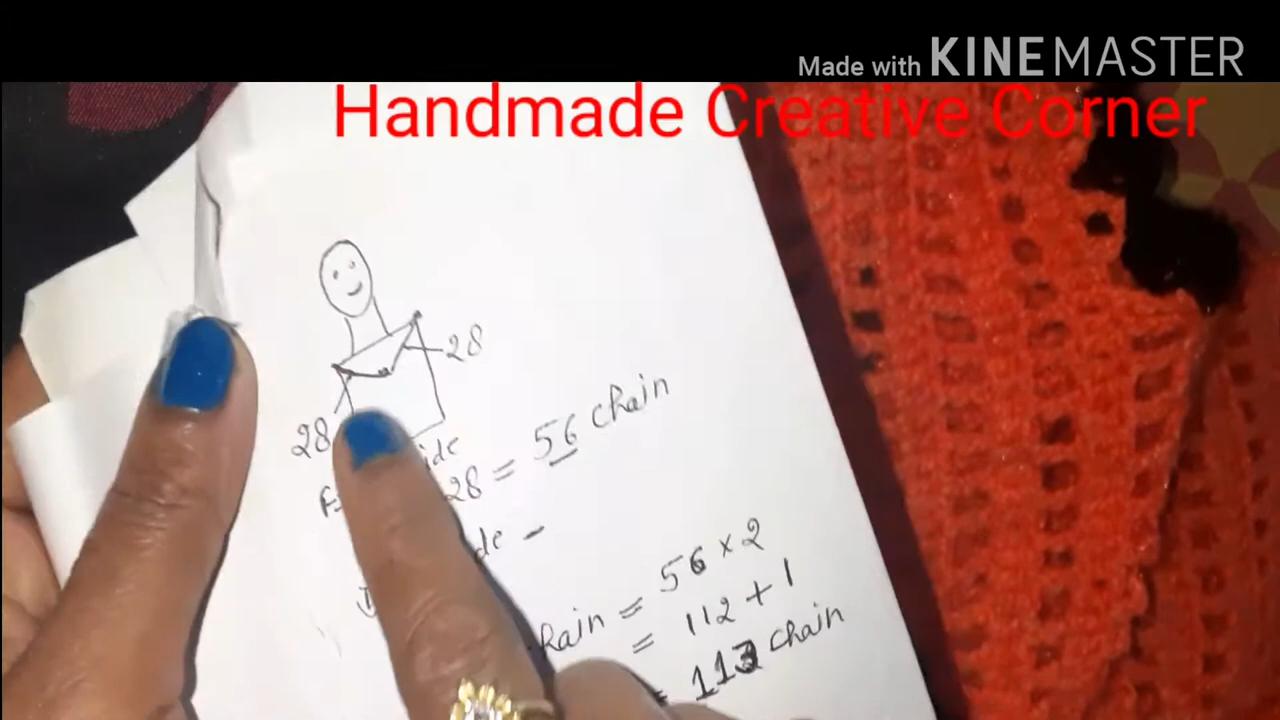 Made with KINEMASTER
Handmade Creative Corner
28
28
28 = 56 chain
56 × 2
= 112 + 1
= 113 chain